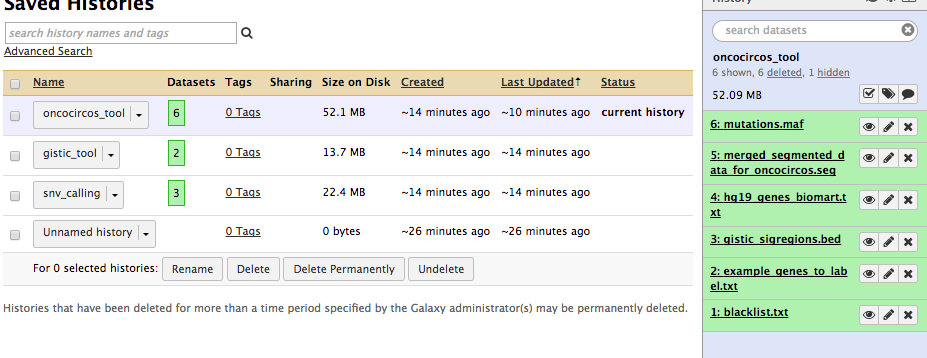 Saved Histories
search history names and tags
Advanced Search
Name Datasets Tags Sharing Size on Disk Created Last Updated↑ Status
oncocircos_tool 6 0 Tags 52.1 MB ~14 minutes ago ~10 minutes ago current history
gistic_tool 2 0 Tags 13.7 MB ~14 minutes ago ~14 minutes ago
snv_calling 3 0 Tags 22.4 MB ~14 minutes ago ~14 minutes ago
Unnamed history 0 Tags 0 bytes ~26 minutes ago ~26 minutes ago
For 0 selected histories: Rename Delete Delete Permanently Undelete
Histories that have been deleted for more than a time period specified by the Galaxy administrator(s) may be permanently deleted.
History
search datasets
oncocircos_tool
6 shown, 6 deleted, 1 hidden
52.09 MB
6: mutations.maf
5: merged_segmented_d
ata_for_oncocircos.seg
4: hg19_genes_biomart.t
xt
3: gistic_sigregions.bed
2: example_genes_to_lab
el.txt
1: blacklist.txt